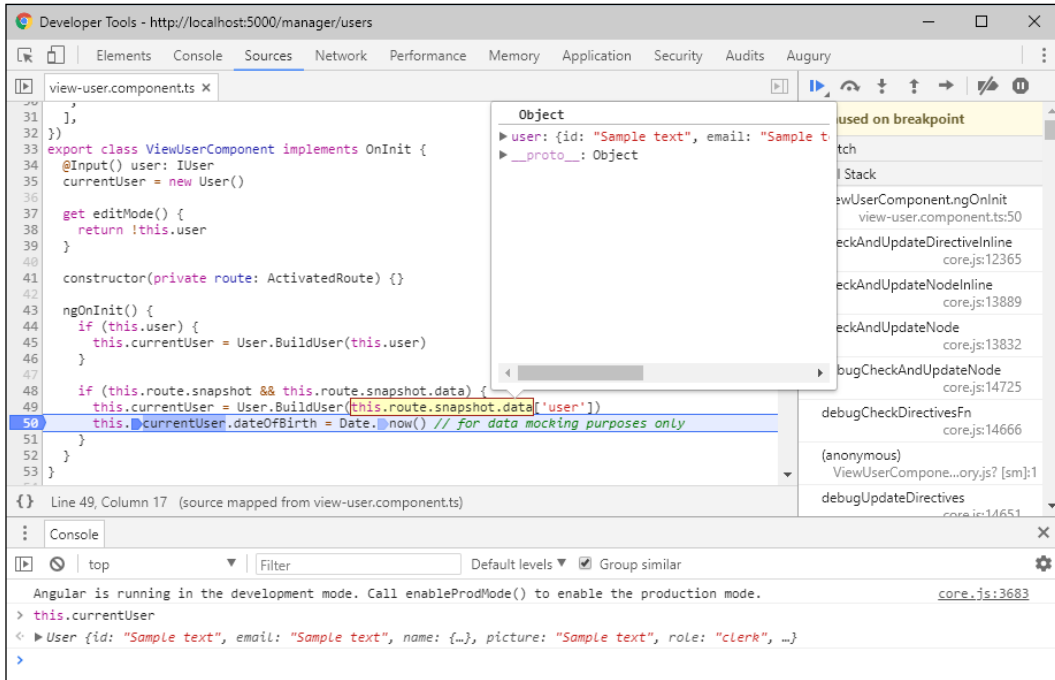 Developer Tools - http://localhost:5000/manager/users
Elements Console Sources Network Performance Memory Application Security Audits Augury
view-user.component.ts ×
31 ],
32 })
33 export class ViewUserComponent implements OnInit {
34 @Input() user: IUser
35 currentUser = new User()
36
37 get editMode() {
38 return !this.user
39 }
40
41 constructor(private route: ActivatedRoute) {}
42
43 ngOnInit() {
44 if (this.user) {
45 this.currentUser = User.BuildUser(this.user)
46 }
47
48 if (this.route.snapshot && this.route.snapshot.data) {
49 this.currentUser = User.BuildUser(this.route.snapshot.data['user'])
50 this.currentUser.dateOfBirth = Date.now() // for data mocking purposes only
51 }
52 }
53 }
Object
▶ user: {id: "Sample text", email: "Sample t
▶ __proto__: Object
used on breakpoint
tch
l Stack
ewUserComponent.ngOnInit
view-user.component.ts:50
eckAndUpdateDirectiveInline
core.js:12365
eckAndUpdateNodeInline
core.js:13889
eckAndUpdateNode
core.js:13832
bugCheckAndUpdateNode
core.js:14725
debugCheckDirectivesFn
core.js:14666
(anonymous)
ViewUserCompone...ory.js? [sm]:1
debugUpdateDirectives
core.js:14651
{} Line 49, Column 17 (source mapped from view-user.component.ts)
Console
top Filter Default levels ▼ Group similar
Angular is running in the development mode. Call enableProdMode() to enable the production mode. core.js:3683
> this.currentUser
▶ User {id: "Sample text", email: "Sample text", name: {…}, picture: "Sample text", role: "clerk", …}
>